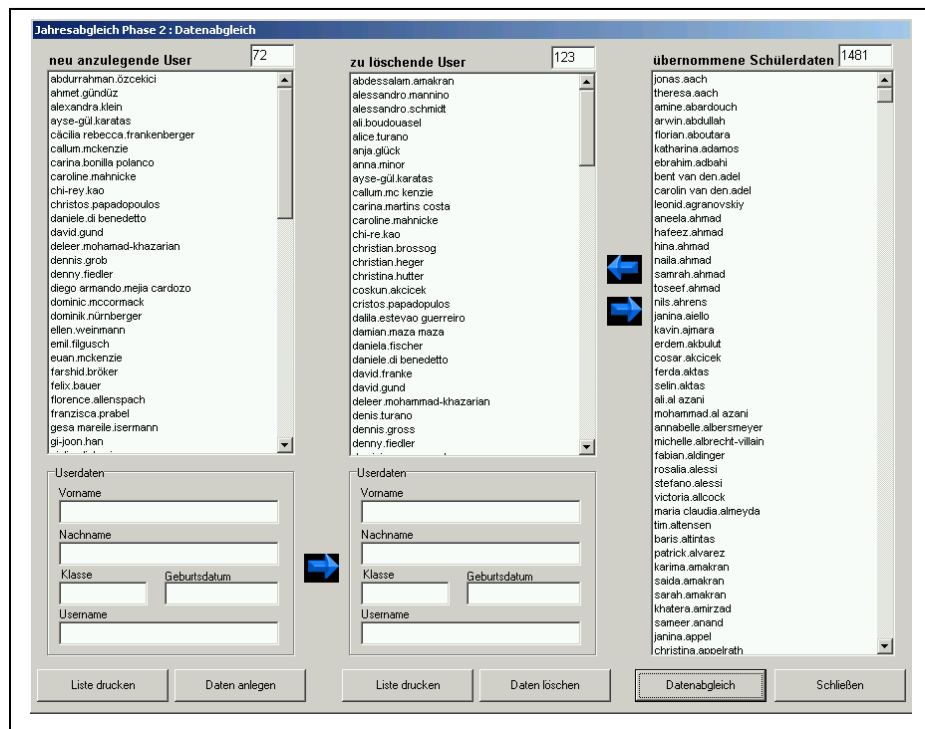 Jahresabgleich Phase 2 : Datenabgleich
neu anzulegende User 72
abdurrahman.özcekici
ahmet.gündüz
alexandra.klein
ayse-gül.karatas
cäcilia rebecca.frankenberger
callum.mckenzie
carina.bonilla polanco
caroline.mahnicke
chi-rey.kao
christos.papadopoulos
daniele.di benedetto
david.gund
deleer.mohamad-khazarian
dennis.grob
denny.fiedler
diego armando.mejia cardozo
dominic.mccormack
dominik.nürnberger
ellen.weinmann
emil.filgusch
euan.mckenzie
farshid.bröker
felix.bauer
florence.allenspach
franzisca.prabel
gesa mareile.isermann
gi-joon.han
Userdaten
Vorname
Nachname
Klasse Geburtsdatum
Username
Liste drucken Daten anlegen
zu löschende User 123
abdessalam.amakran
alessandro.mannino
alessandro.schmidt
ali.boudouasel
alice.turano
anja.glück
anna.minor
ayse-gül.karatas
callum.mc kenzie
carina.martins costa
caroline.mahnicke
chi-re.kao
christian.brossog
christian.heger
christina.hutter
coskun.akcicek
cristos.papadopulos
dalila.estevao guerreiro
damian.maza maza
daniela.fischer
daniele.di benedetto
david.franke
david.gund
deleer.mohammad-khazarian
denis.turano
dennis.gross
denny.fiedler
Userdaten
Vorname
Nachname
Klasse Geburtsdatum
Username
Liste drucken Daten löschen
übernommene Schülerdaten 1481
jonas.aach
theresa.aach
amine.abardouch
arwin.abdullah
florian.aboutara
katharina.adamos
ebrahim.adbahi
bent van den.adel
carolin van den.adel
leonid.agranovskiy
aneela.ahmad
hafeez.ahmad
hina.ahmad
naila.ahmad
samrah.ahmad
toseef.ahmad
nils.ahrens
janina.aiello
kavin.ajmara
erdem.akbulut
cosar.akcicek
ferda.aktas
selin.aktas
ali.al azani
mohammad.al azani
annabelle.albersmeyer
michelle.albrecht-villain
fabian.aldinger
rosalia.alessi
stefano.alessi
victoria.allcock
maria claudia.almeyda
tim.altensen
baris.altintas
patrick.alvarez
karima.amakran
saida.amakran
sarah.amakran
khatera.amirzad
sameer.anand
janina.appel
christina.appelrath
Datenabgleich Schließen